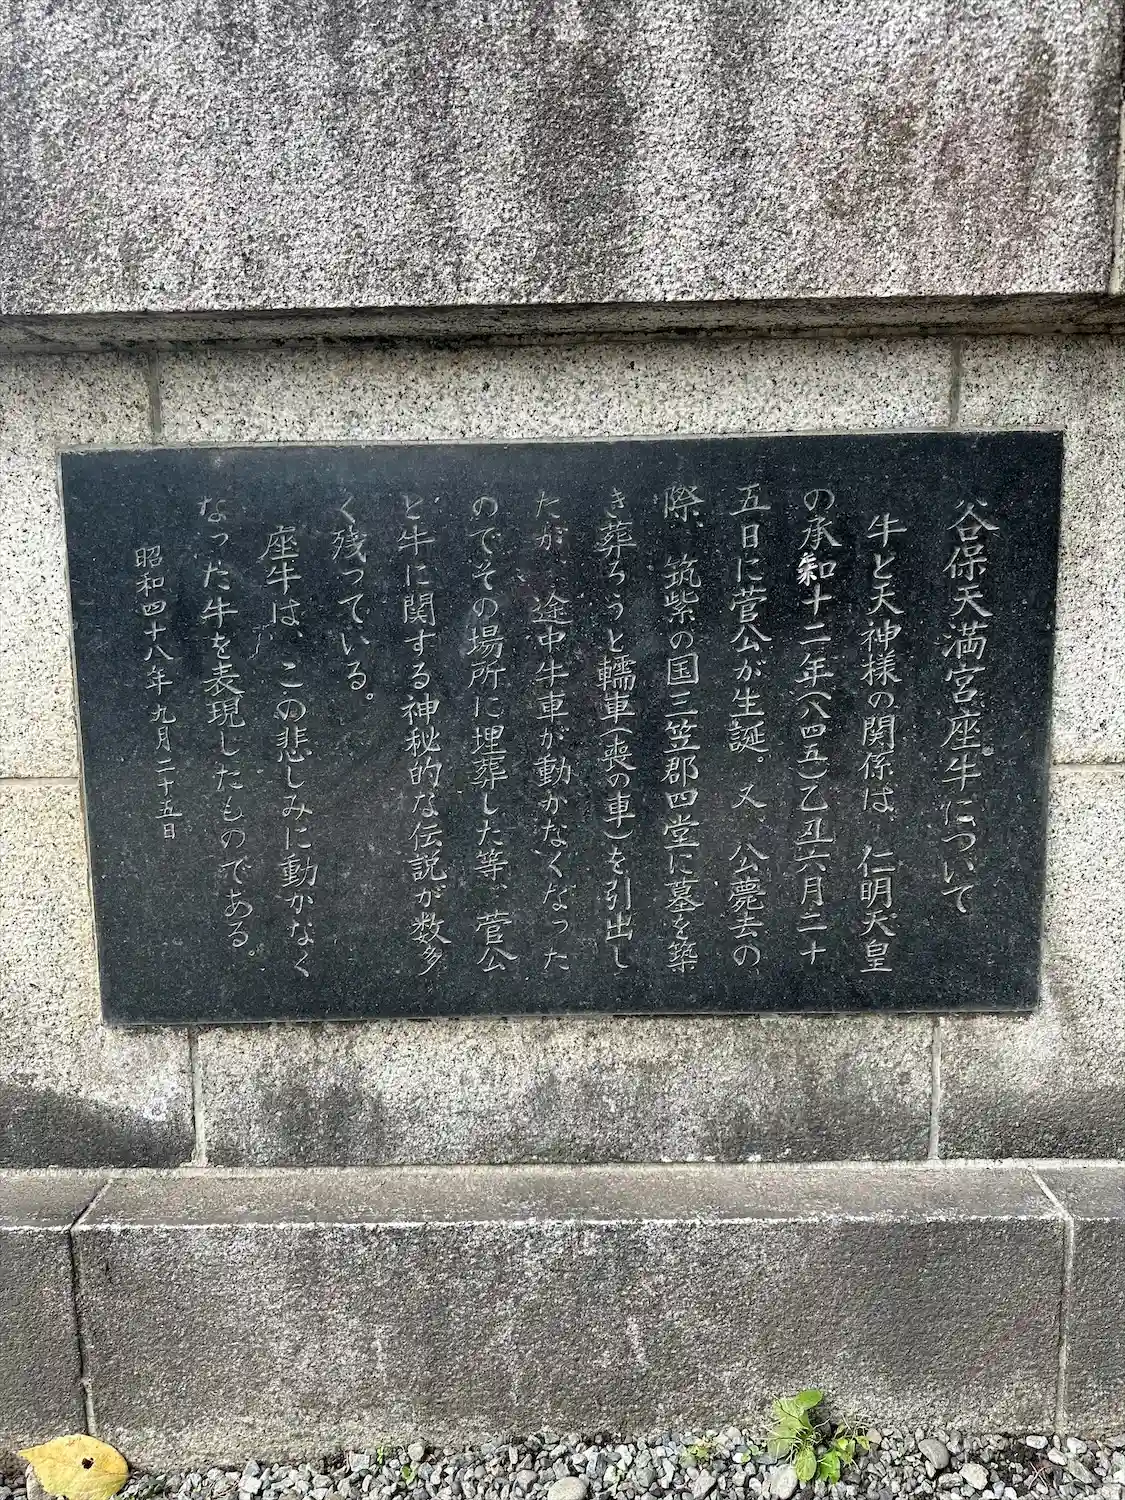 谷保天満宮座牛について
牛と天神様の関係は、仁明天皇
の承和十二年(八四五)乙丑六月二十
五日に菅公が生誕。又、公薨去の
際、筑紫の国三笠郡四堂に墓を築
き葬ろうと轜車(喪の車)を引出し
たが、途中牛車が動かなくなった
のでその場所に埋葬した等、菅公
と牛に関する神秘的な伝説が数多
く残っている。
座牛は、この悲しみに動かなく
なった牛を表現したものである。
昭和四十八年九月二十五日